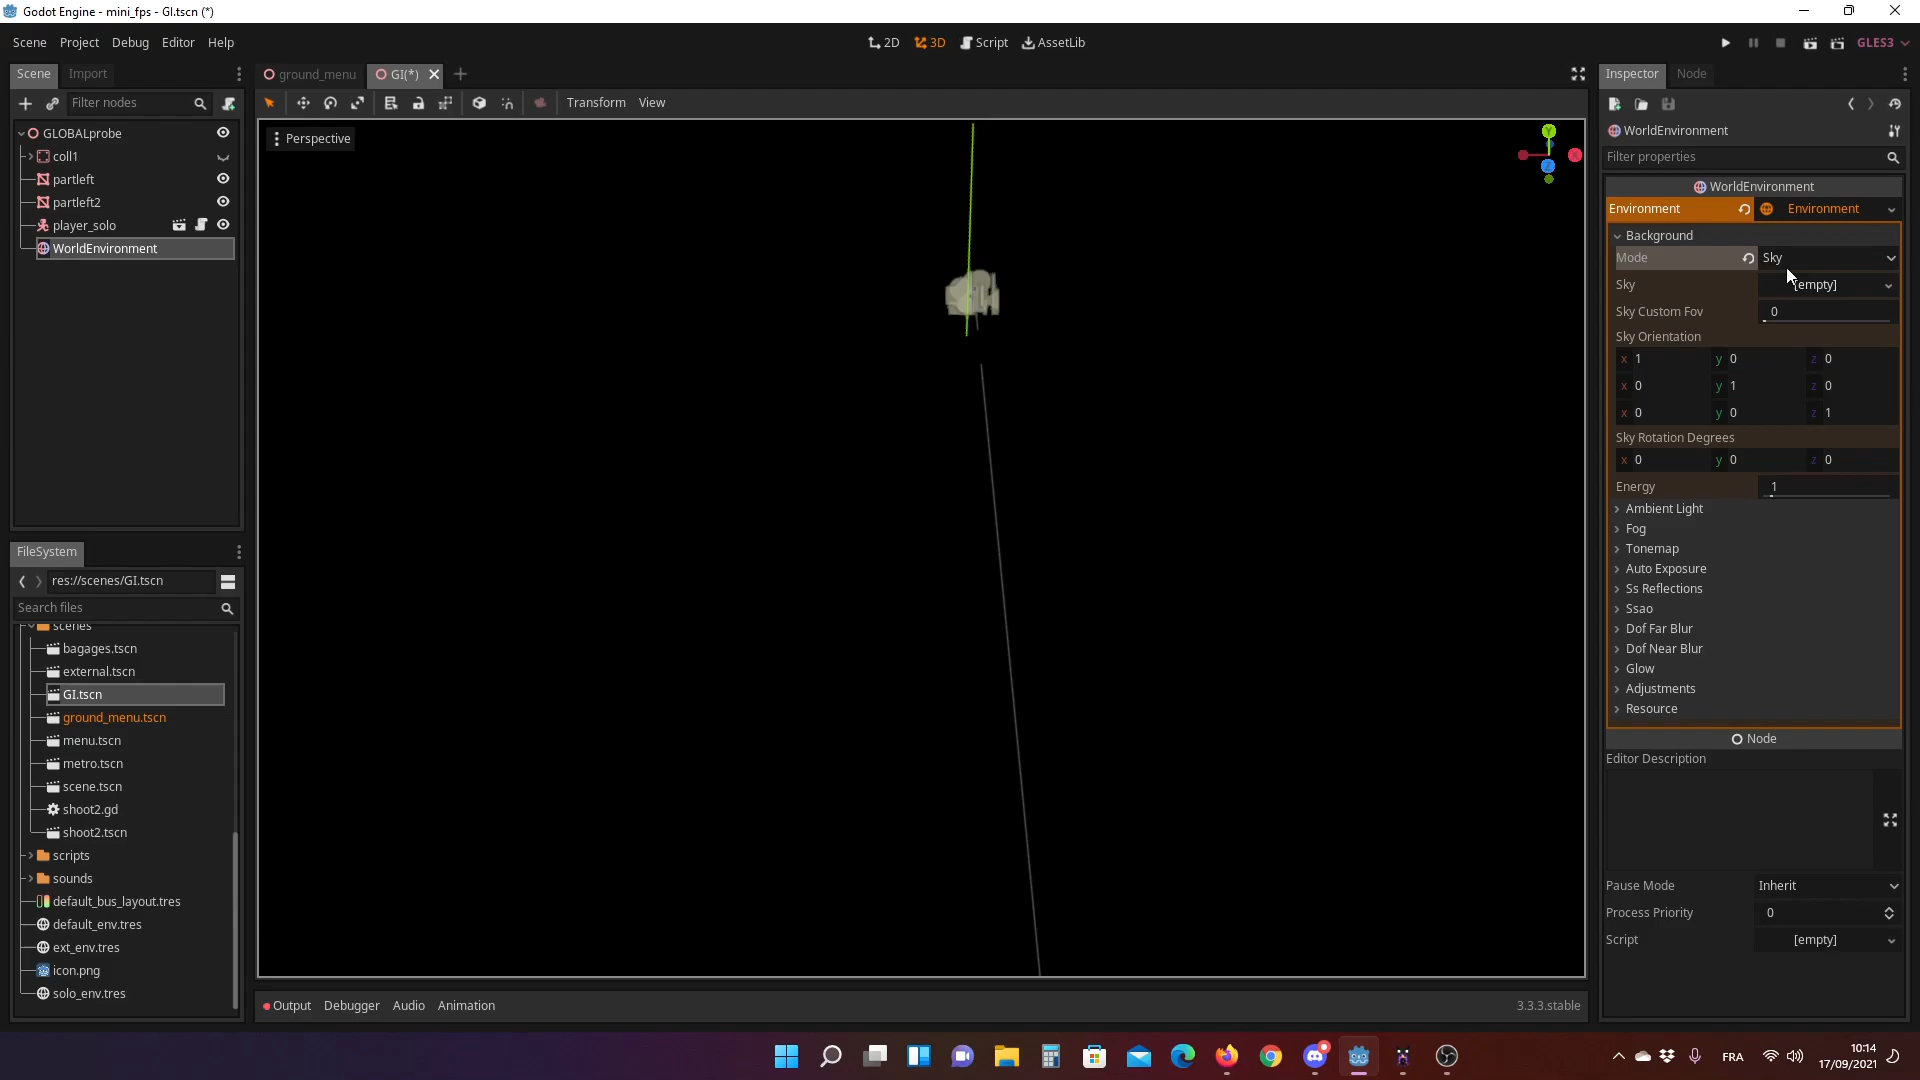 Godot Engine - mini_fps - GI.tscn (*)
Scene Project Debug Editor Help
2D 3D Script AssetLib
GLES3
Scene Import
ground_menu GI(*)
Inspector Node
Filter nodes
Transform View
GLOBALprobe
coll1
partleft
partleft2
player_solo
WorldEnvironment
Perspective
Y
X
Z
WorldEnvironment
Filter properties
WorldEnvironment
Environment Environment
Background
Mode Sky
Sky [empty]
Sky Custom Fov 0
Sky Orientation
x 1 y 0 z 0
x 0 y 1 z 0
x 0 y 0 z 1
Sky Rotation Degrees
x 0 y 0 z 0
Energy 1
Ambient Light
Fog
Tonemap
Auto Exposure
Ss Reflections
Ssao
Dof Far Blur
Dof Near Blur
Glow
Adjustments
Resource
Node
Editor Description
Pause Mode Inherit
Process Priority 0
Script [empty]
FileSystem
res://scenes/GI.tscn
Search files
scenes
bagages.tscn
external.tscn
GI.tscn
ground_menu.tscn
menu.tscn
metro.tscn
scene.tscn
shoot2.gd
shoot2.tscn
scripts
sounds
default_bus_layout.tres
default_env.tres
ext_env.tres
icon.png
solo_env.tres
Output Debugger Audio Animation
3.3.3.stable
FRA
10:14
17/09/2021